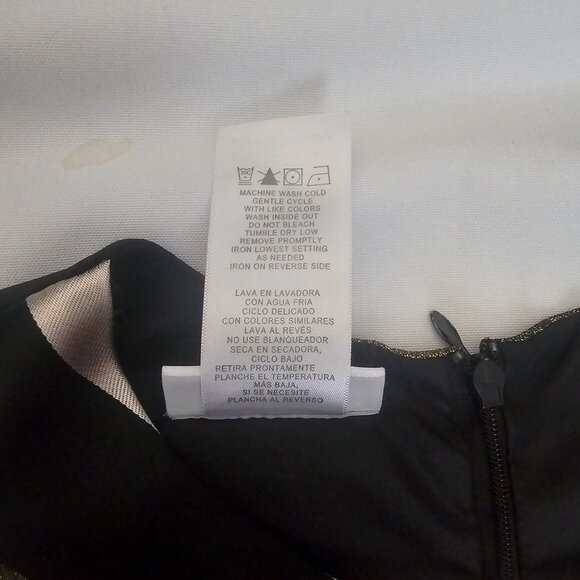 30C
MACHINE WASH COLD
GENTLE CYCLE
WITH LIKE COLORS
WASH INSIDE OUT
DO NOT BLEACH
TUMBLE DRY LOW
REMOVE PROMPTLY
IRON LOWEST SETTING
AS NEEDED
IRON ON REVERSE SIDE
LAVA EN LAVADORA
CON AGUA FRIA
CICLO DELICADO
CON COLORES SIMILARES
LAVA AL REVÉS
NO USE BLANQUEADOR
SECA EN SECADORA,
CICLO BAJO
RETIRA PRONTAMENTE
PLANCHE EL TEMPERATURA
MÁS BAJA,
SI SE NECESITE
PLANCHA AL REVERSO